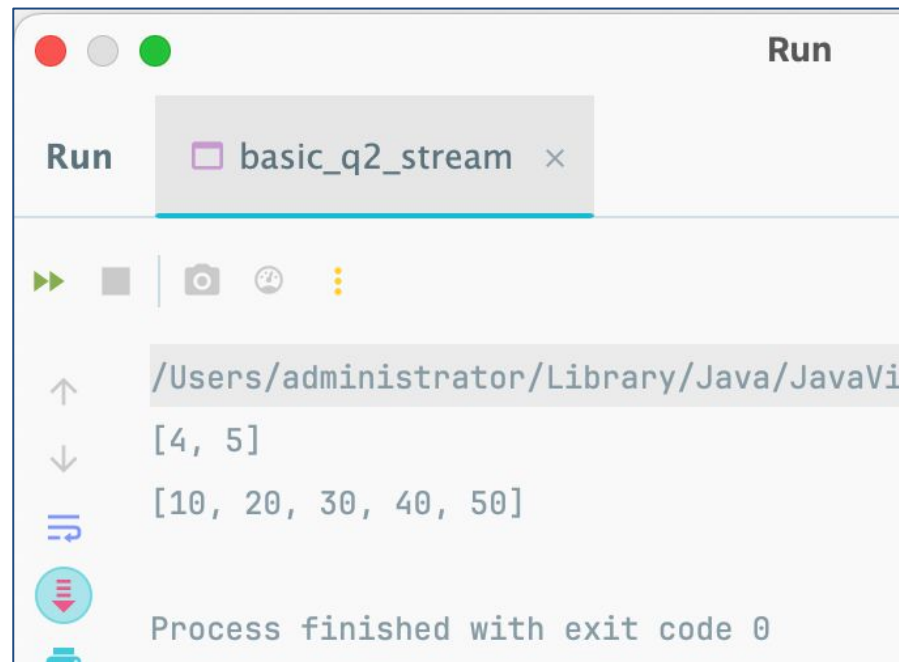 Run
Run basic_q2_stream ×
/Users/administrator/Library/Java/JavaVi
[4, 5]
[10, 20, 30, 40, 50]
Process finished with exit code 0